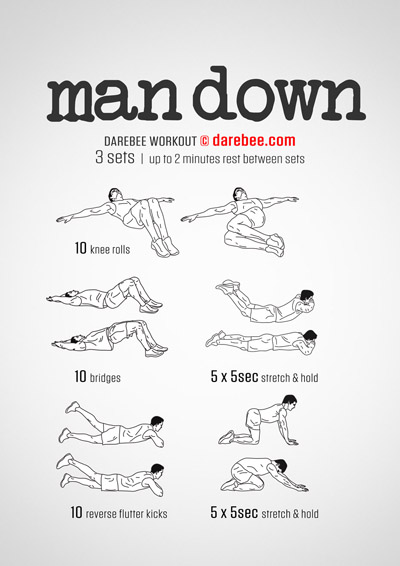 man down
DAREBEE WORKOUT © darebee.com
3 sets | up to 2 minutes rest between sets
10 knee rolls
10 bridges
5 x 5sec stretch & hold
10 reverse flutter kicks
5 x 5sec stretch & hold